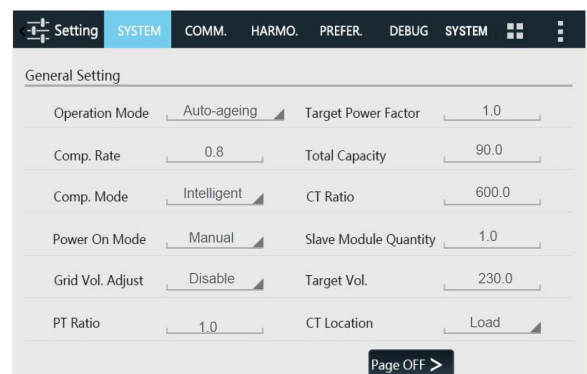 Setting SYSTEM COMM. HARMO. PREFER. DEBUG SYSTEM
General Setting
Operation Mode Auto-ageing Target Power Factor 1.0
Comp. Rate 0.8 Total Capacity 90.0
Comp. Mode Intelligent CT Ratio 600.0
Power On Mode Manual Slave Module Quantity 1.0
Grid Vol. Adjust Disable Target Vol. 230.0
PT Ratio 1.0 CT Location Load
Page OFF >